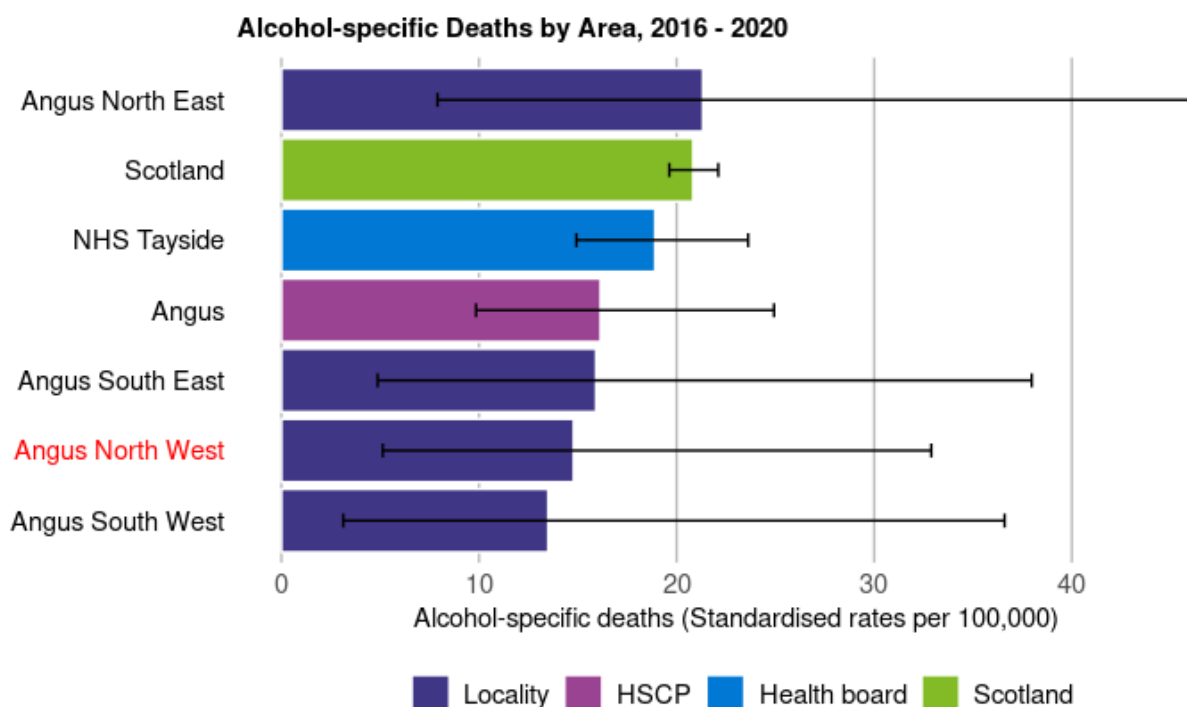 Alcohol-specific Deaths by Area, 2016 - 2020
Angus North East
Scotland
NHS Tayside
Angus
Angus South East
Angus North West
Angus South West
0 10 20 30 40
Alcohol-specific deaths (Standardised rates per 100,000)
Locality HSCP Health board Scotland